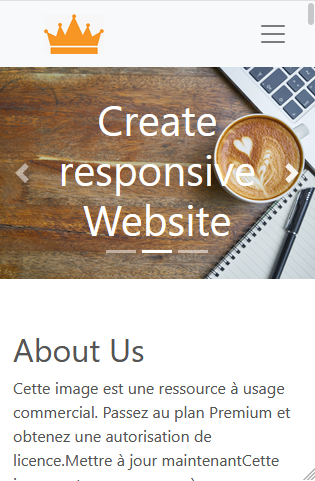 Create
responsive
Website
About Us
Cette image est une ressource à usage
commercial. Passez au plan Premium et
obtenez une autorisation de
licence.Mettre à jour maintenantCette